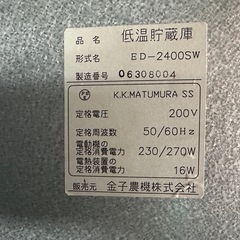 品名 低温貯蔵庫
形式名 ED-2400SW
製造番号 06308004
K.K.MATUMURA SS
定格電圧 200V
定格周波数 50/60Hz
電動機の定格消費電力 230/270W
電熱装置の定格消費電力 16W
販売元 金子農機株式会社